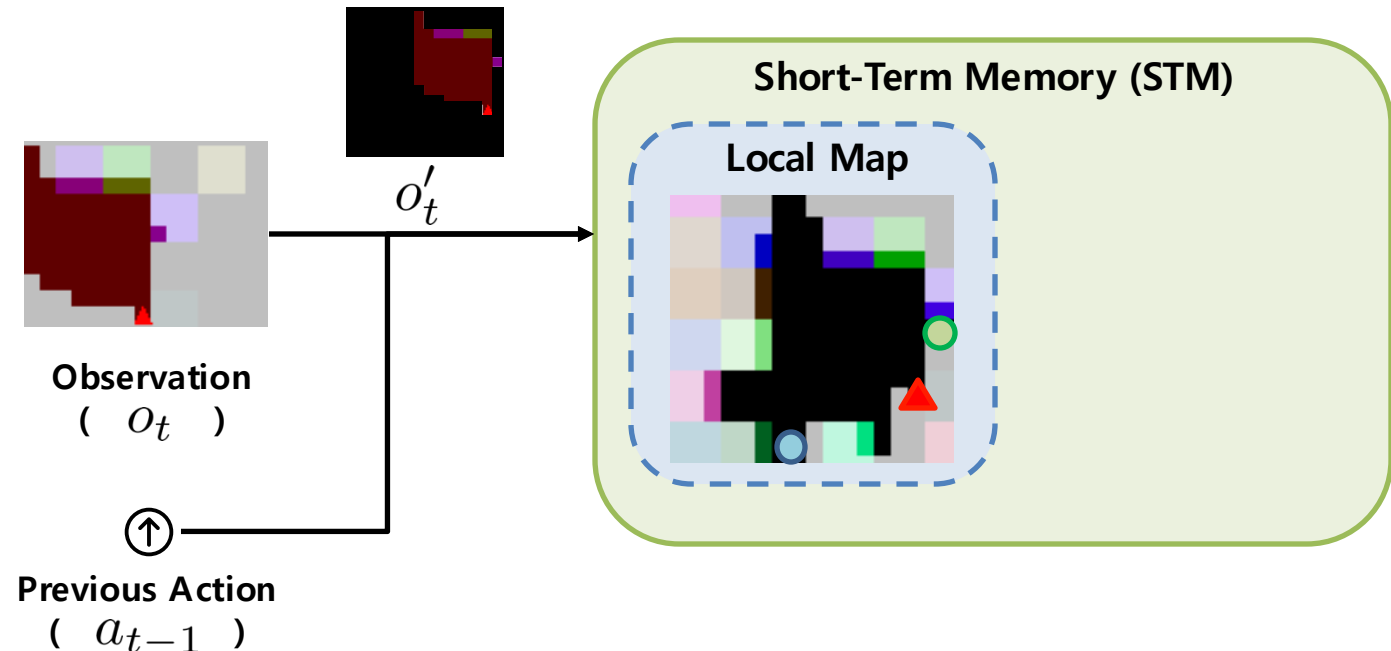 Short-Term Memory (STM)
Local Map
o′ₜ
Observation
( oₜ )
Previous Action
( aₜ₋₁ )